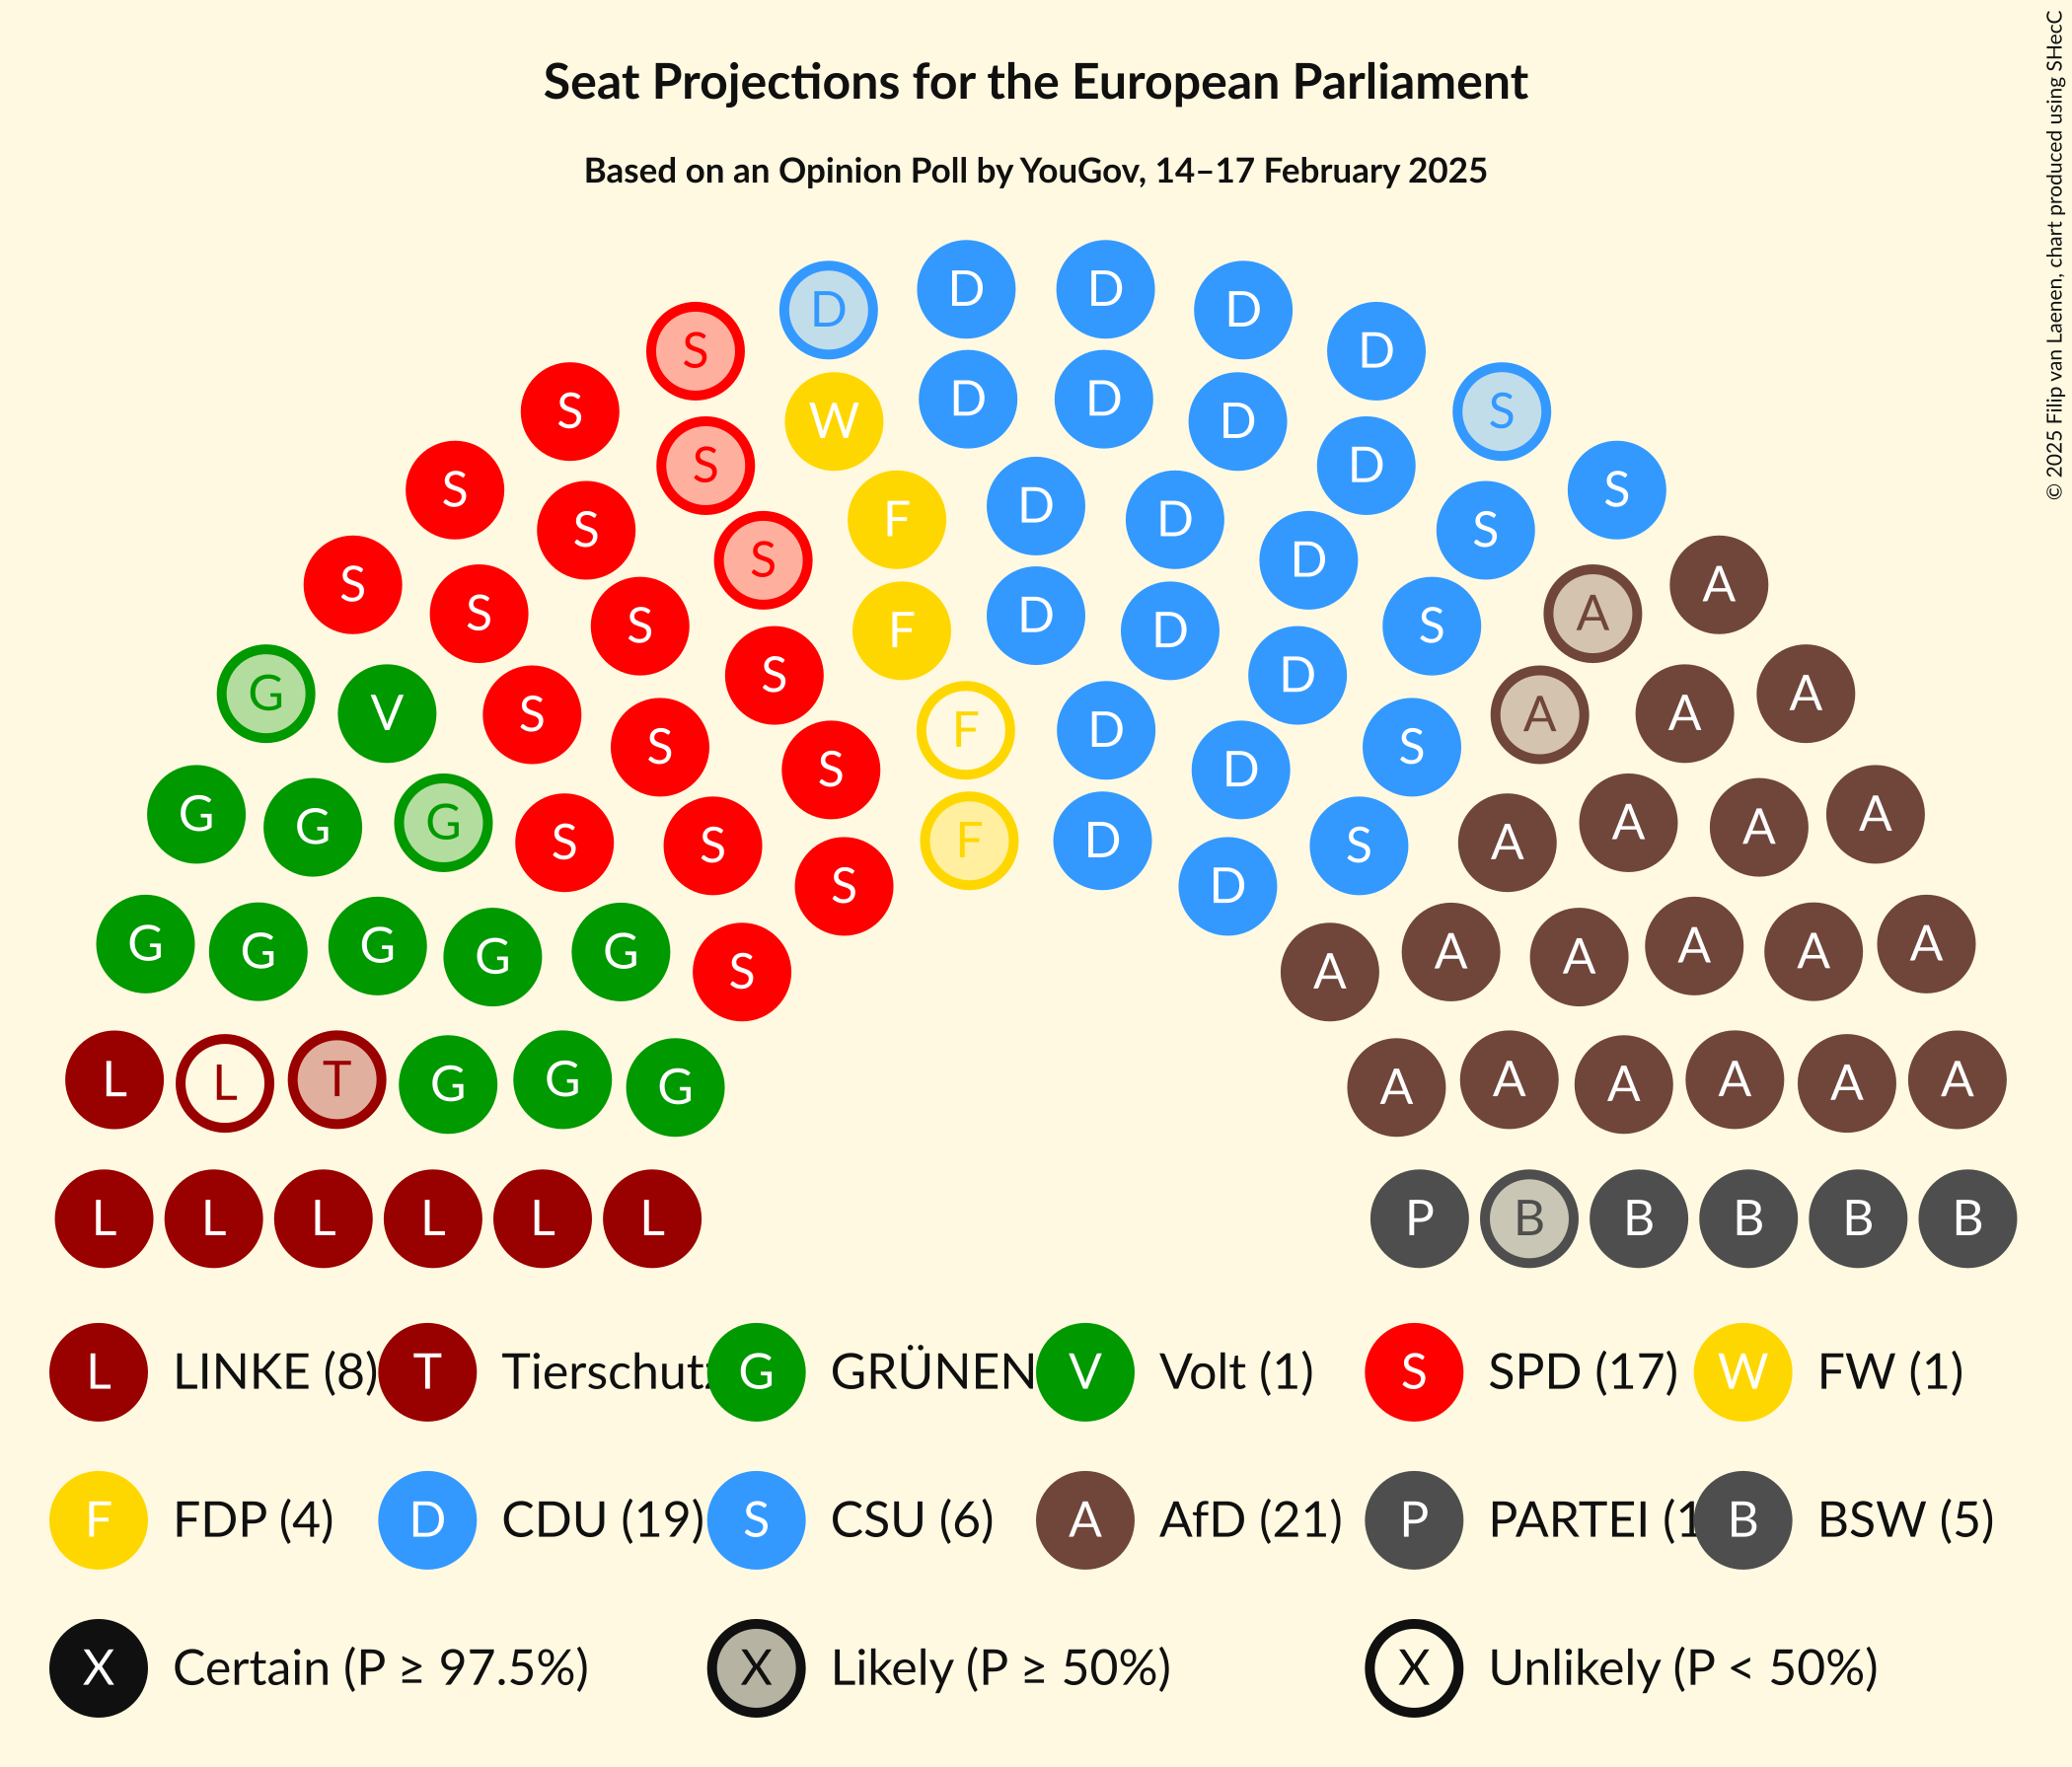 Seat Projections for the European Parliament
Based on an Opinion Poll by YouGov, 14–17 February 2025
© 2025 Filip van Laenen, chart produced using SHecC
D D D D
S D S
S W D D D S
S S D S
S F D D S
S S S D A
S S F D D S A
G V S S D S A A A
S F D D S
G G G S S S F D D S A A A A
G G G G G S A A A A A A
L L T G G G A A A A A A
L L L L L L P B B B B B
L LINKE (8) T Tierschutz G GRÜNEN V Volt (1) S SPD (17) W FW (1)
F FDP (4) D CDU (19) S CSU (6) A AfD (21) P PARTEI (1 B BSW (5)
X Certain (P ≥ 97.5%) X Likely (P ≥ 50%) X Unlikely (P < 50%)